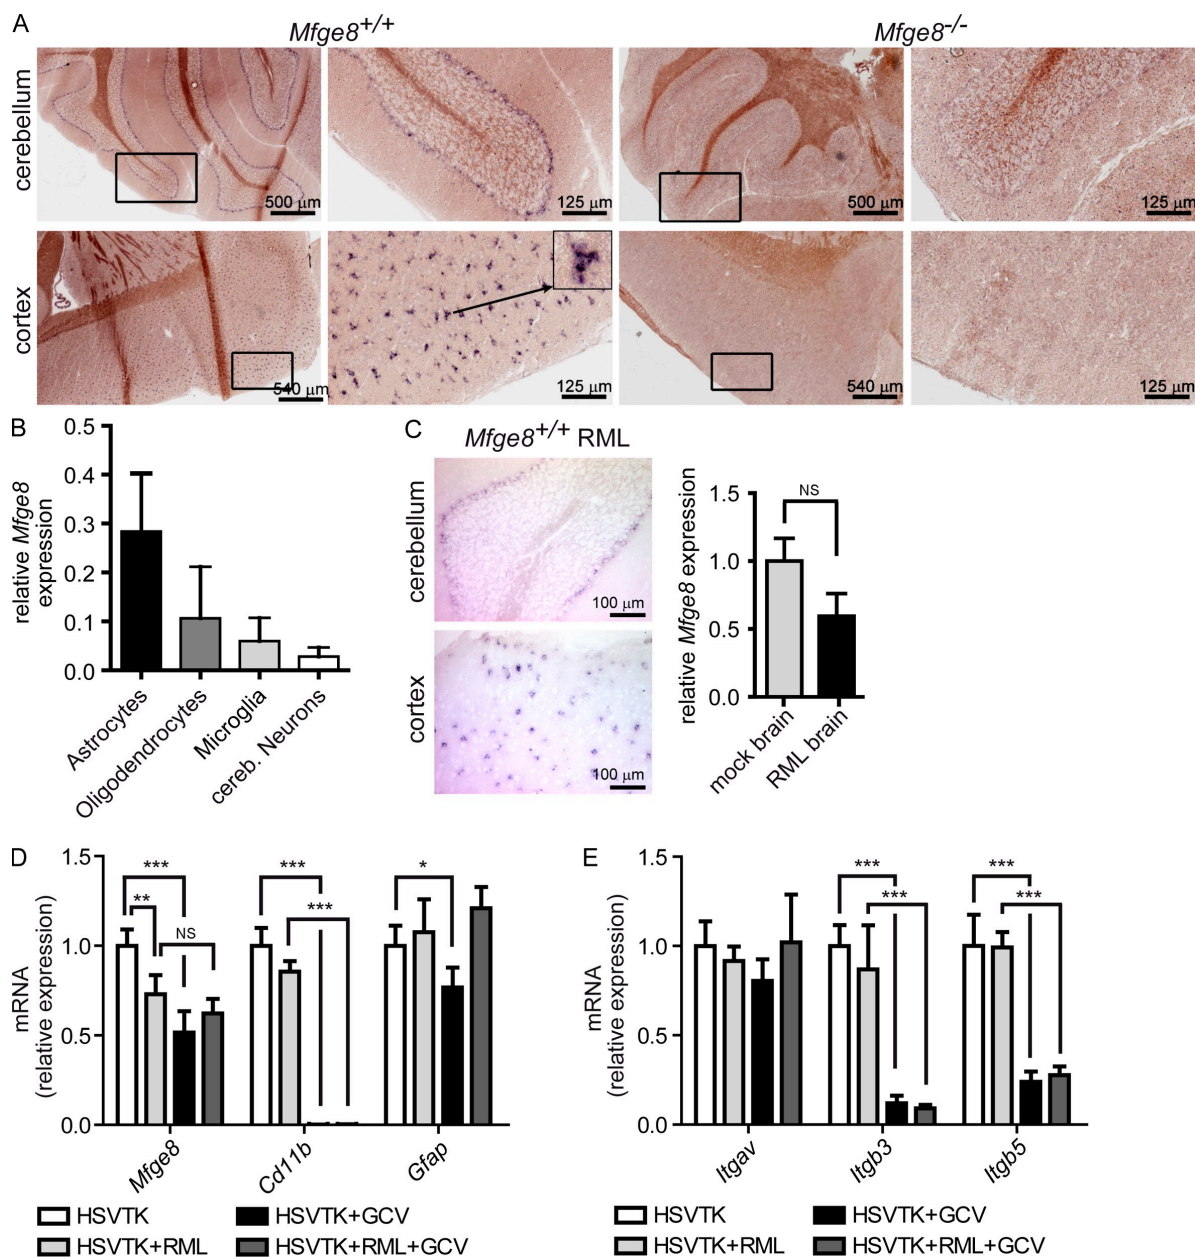 A
Mfge8+/+
Mfge8-/-
cerebellum
500 µm
125 µm
500 µm
125 µm
cortex
540 µm
125 µm
540 µm
125 µm
B
relative Mfge8
expression
0.5
0.4
0.3
0.2
0.1
0.0
Astrocytes
Oligodendrocytes
Microglia
cereb. Neurons
C
Mfge8+/+ RML
cerebellum
100 µm
cortex
100 µm
relative Mfge8 expression
1.5
1.0
0.5
0.0
NS
mock brain
RML brain
D
mRNA
(relative expression)
1.5
1.0
0.5
0.0
***
**
NS
***
***
*
Mfge8
Cd11b
Gfap
HSVTK
HSVTK+GCV
HSVTK+RML
HSVTK+RML+GCV
E
mRNA
(relative expression)
1.5
1.0
0.5
0.0
***
***
***
***
Itgav
Itgb3
Itgb5
HSVTK
HSVTK+GCV
HSVTK+RML
HSVTK+RML+GCV